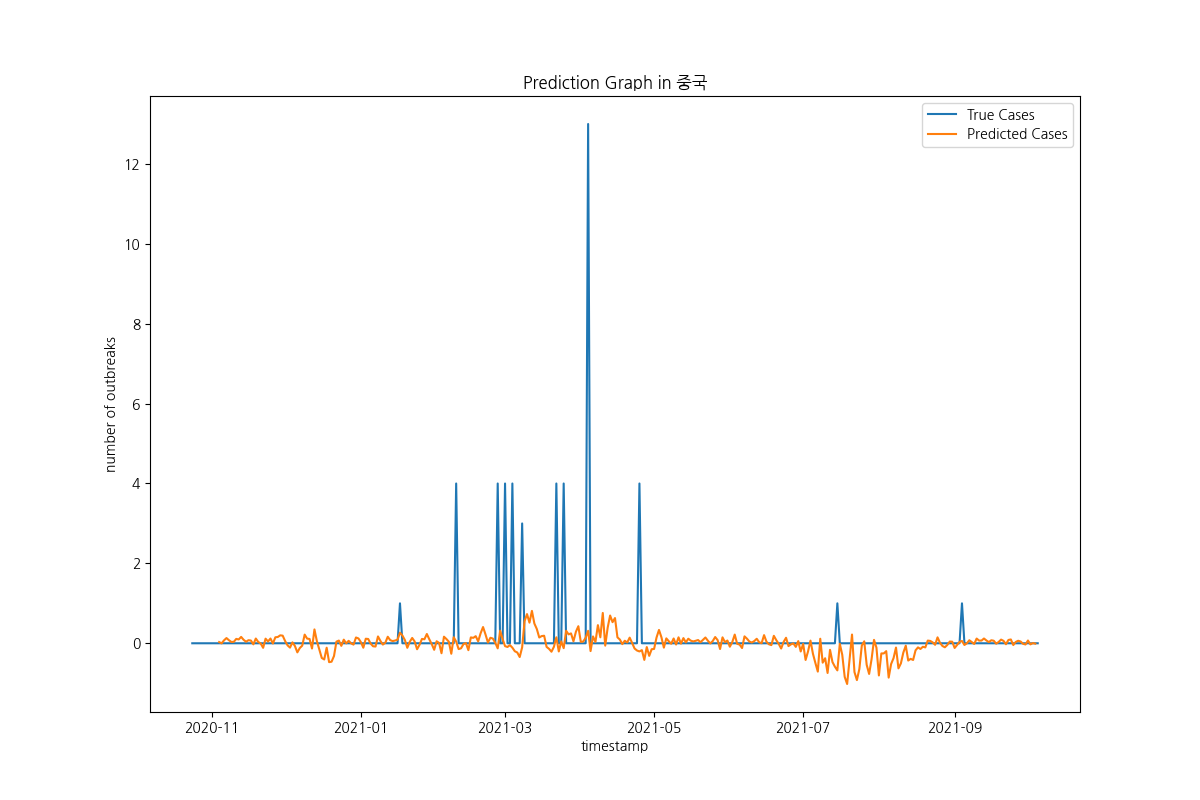 Prediction Graph in 중국
True Cases
Predicted Cases
number of outbreaks
12
10
8
6
4
2
0
2020-11
2021-01
2021-03
2021-05
2021-07
2021-09
timestamp